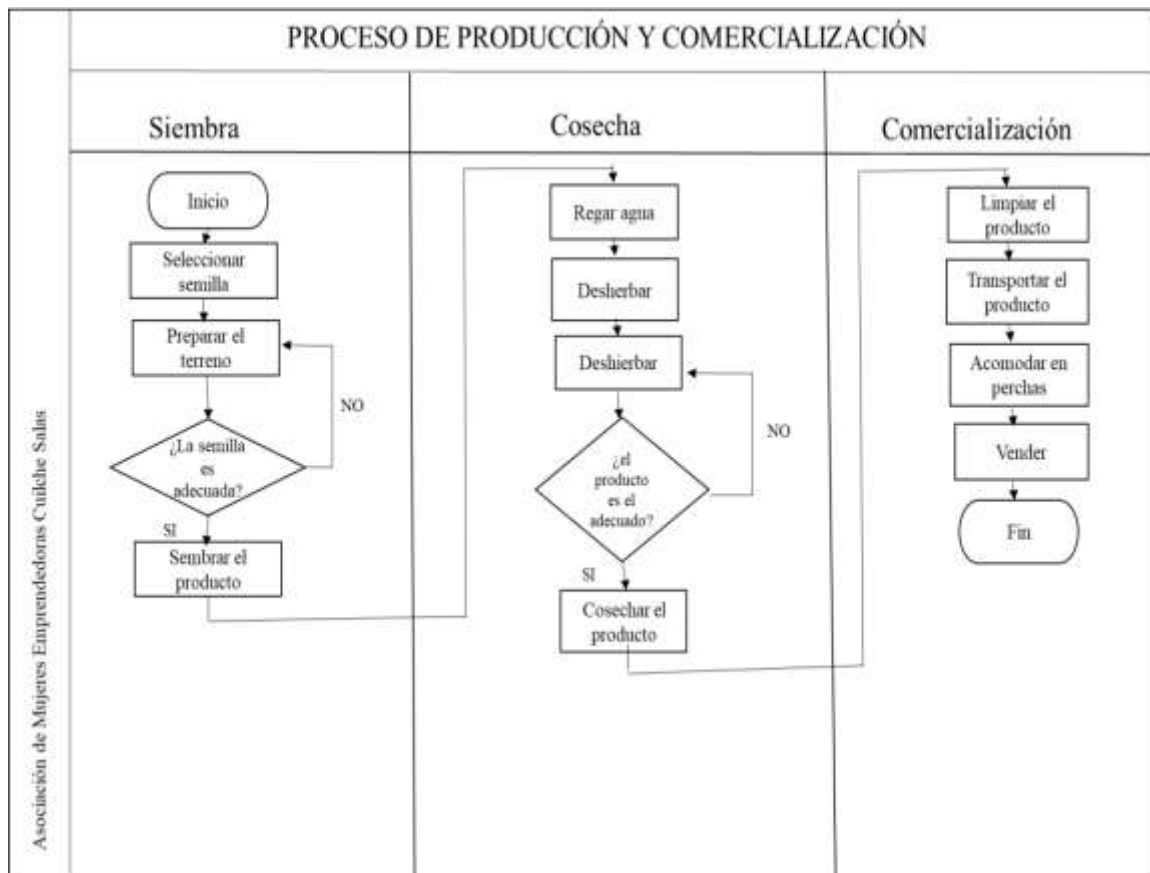 PROCESO DE PRODUCCIÓN Y COMERCIALIZACIÓN
Asociación de Mujeres Emprendedoras Cuilche Salas
Siembra
Inicio
Seleccionar
semilla
Preparar el
terreno
NO
¿La semilla
es
adecuada?
SI
Sembrar el
producto
Cosecha
Regar agua
Desherbar
Deshierbar
NO
¿el
producto
es el
adecuado?
SI
Cosechar el
producto
Comercialización
Limpiar el
producto
Transportar el
producto
Acomodar en
perchas
Vender
Fin